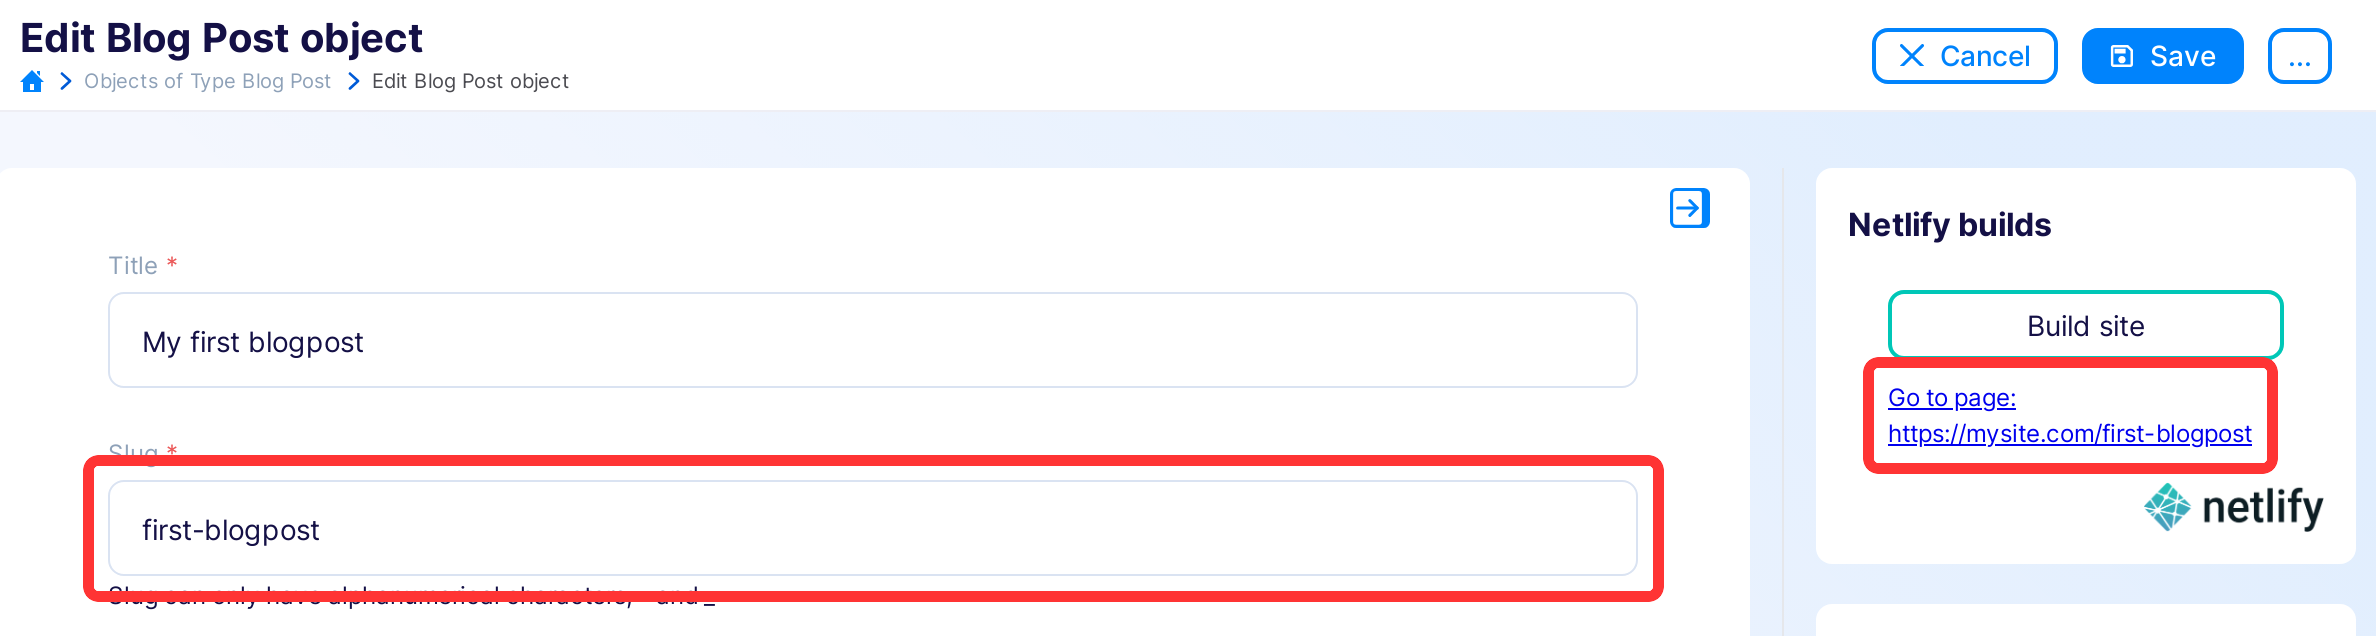 Edit Blog Post object
Objects of Type Blog Post
Edit Blog Post object
Cancel
Save
...
Title *
My first blogpost
Slug *
first-blogpost
Slug can only have alphanumerical characters, - and _
Netlify builds
Build site
Go to page:
https://mysite.com/first-blogpost
netlify